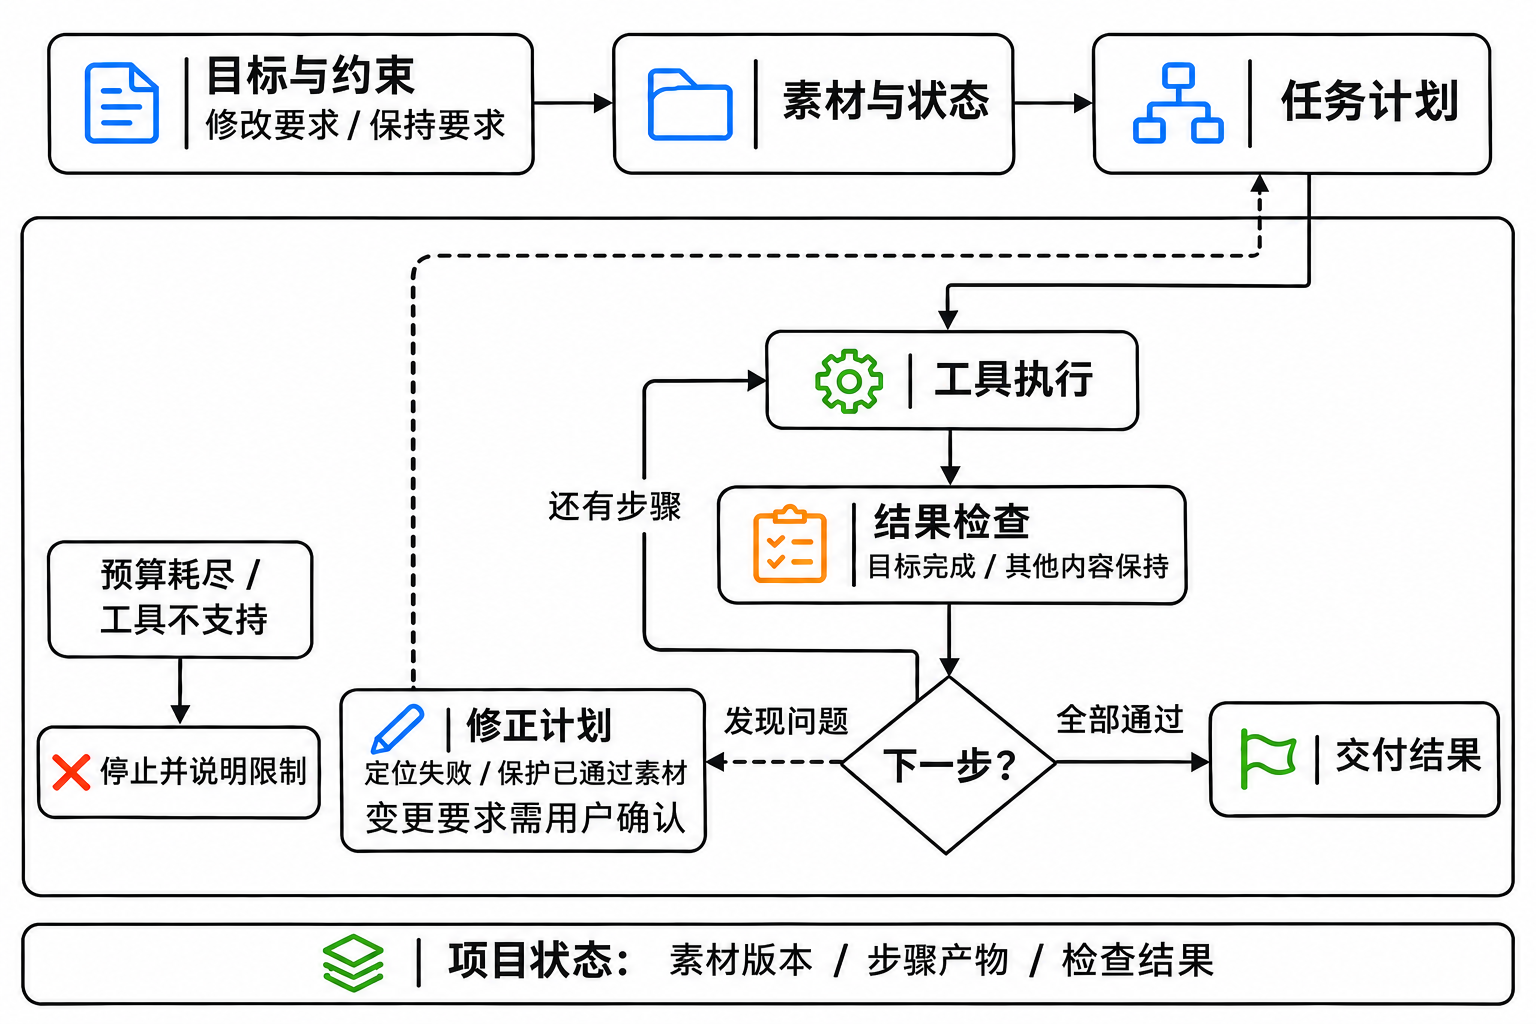 目标与约束
修改要求 / 保持要求
素材与状态
任务计划
工具执行
还有步骤
结果检查
目标完成 / 其他内容保持
预算耗尽 /
工具不支持
停止并说明限制
修正计划
定位失败 / 保护已通过素材
变更要求需用户确认
发现问题
下一步？
全部通过
交付结果
项目状态： 素材版本 / 步骤产物 / 检查结果